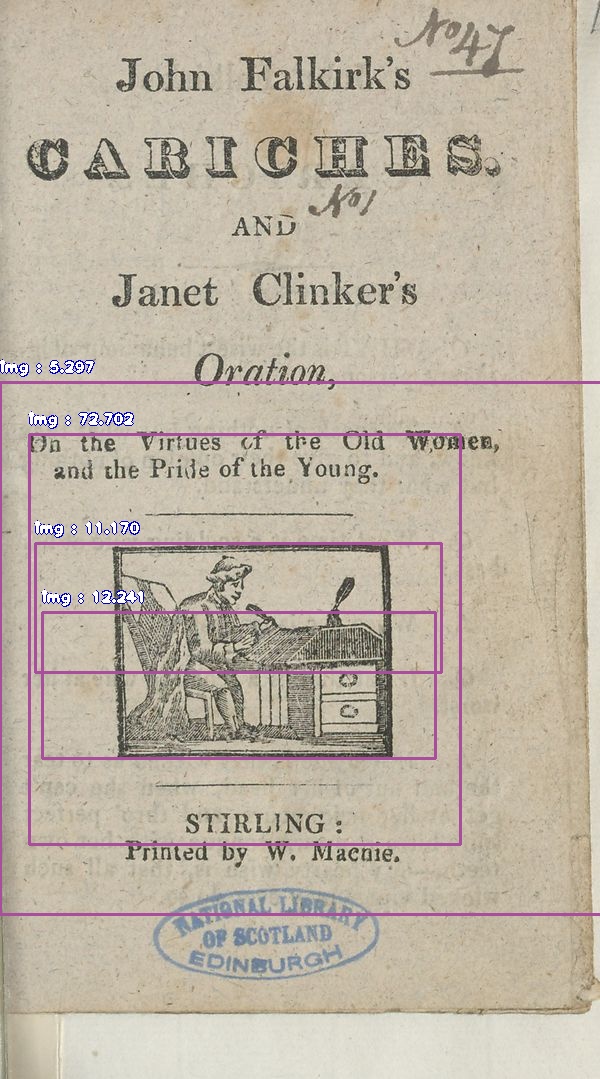 No 47
John Falkirk's
CARICHES.
No 1
AND
Janet Clinker's
Oration,
img : 5.297
img : 72.702
On the Virtues of the Old Women,
and the Pride of the Young.
img : 11.170
img : 12.241
STIRLING:
Printed by W. Macnie.
NATIONAL LIBRARY
OF SCOTLAND
EDINBURGH